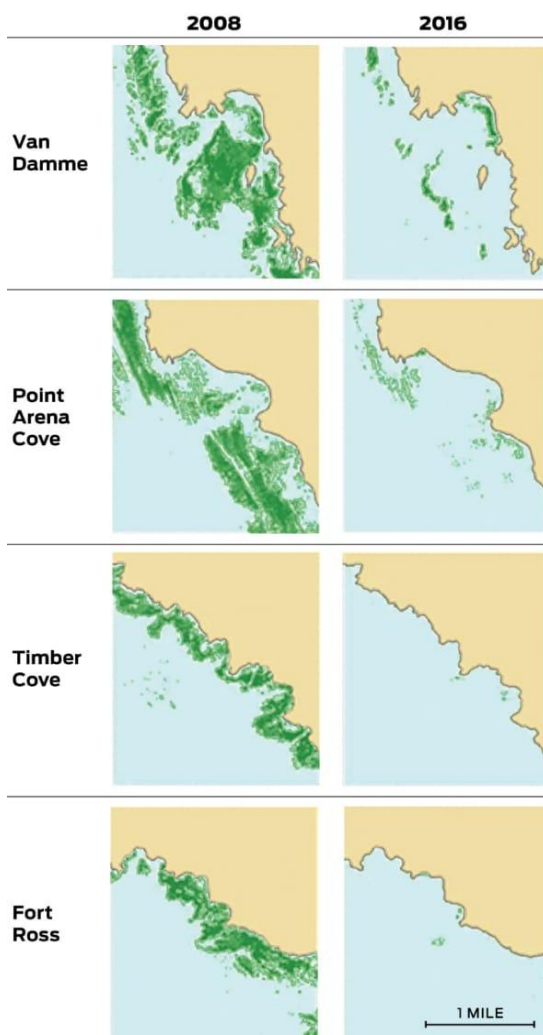 2008 2016
Van
Damme
Point
Arena
Cove
Timber
Cove
Fort
Ross
1 MILE